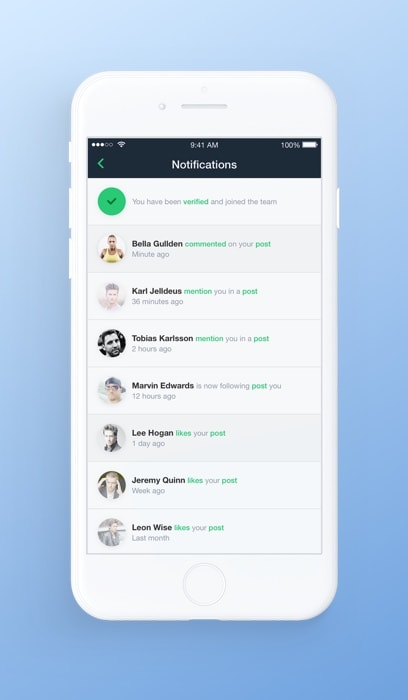 9:41 AM
100%
Notifications
You have been verified and joined the team
Bella Gullden commented on your post
Minute ago
Karl Jelldeus mention you in a post
36 minutes ago
Tobias Karlsson mention you in a post
2 hours ago
Marvin Edwards is now following post you
12 hours ago
Lee Hogan likes your post
1 day ago
Jeremy Quinn likes your post
Week ago
Leon Wise likes your post
Last month